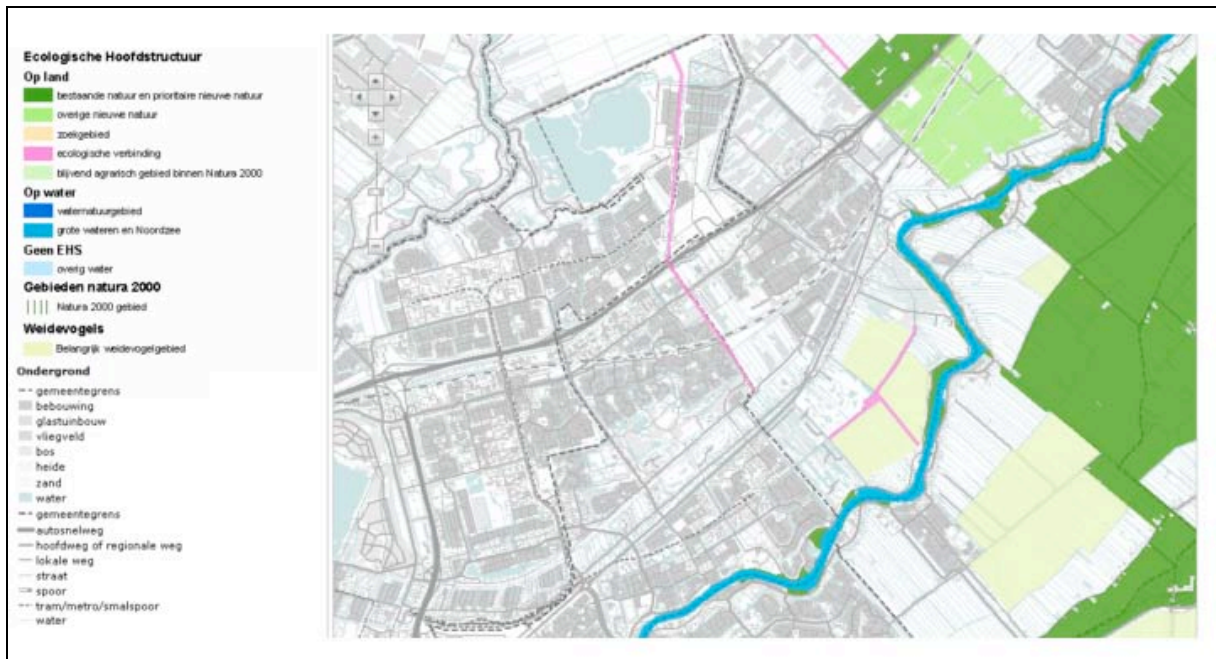 Ecologische Hoofdstructuur
Op land
bestaande natuur en prioritaire nieuwe natuur
overige nieuwe natuur
zoekgebied
ecologische verbinding
blijvend agrarisch gebied binnen Natura 2000
Op water
waternatuurgebied
grote wateren en Noordzee
Geen EHS
overig water
Gebieden natura 2000
Natura 2000 gebied
Weidevogels
Belangrijk weidevogelgebied
Ondergrond
gemeentegrens
bebouwing
glastuinbouw
vliegveld
bos
heide
zand
water
gemeentegrens
autosnelweg
hoofdweg of regionale weg
lokale weg
straat
spoor
tram/metro/smalspoor
water